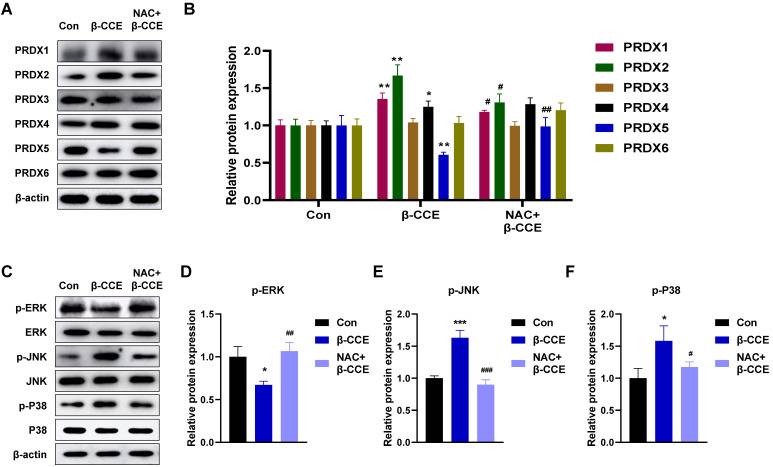 A
Con β-CCE NAC+
β-CCE
PRDX1
PRDX2
PRDX3
PRDX4
PRDX5
PRDX6
β-actin
B
Relative protein expression
2.0
1.5
1.0
0.5
0.0
** ** * **
# # ##
Con β-CCE NAC+
β-CCE
PRDX1
PRDX2
PRDX3
PRDX4
PRDX5
PRDX6
C
Con β-CCE NAC+
β-CCE
p-ERK
ERK
p-JNK
JNK
p-P38
P38
β-actin
D
p-ERK
Relative protein expression
1.5
1.0
0.5
0.0
* ##
Con
β-CCE
NAC+
β-CCE
E
p-JNK
Relative protein expression
2.0
1.5
1.0
0.5
0.0
*** ###
Con
β-CCE
NAC+
β-CCE
F
p-P38
Relative protein expression
2.0
1.5
1.0
0.5
0.0
* #
Con
β-CCE
NAC+
β-CCE